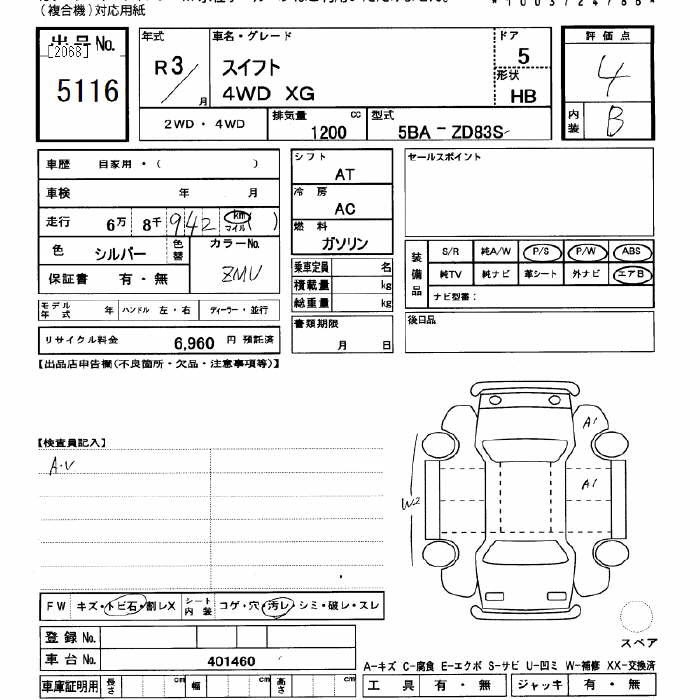 (複合機)対応用紙
*1003724786*
出品No.
[2068]
5116
年式
R3/
月
車名・グレード
スイフト
4WD XG
ドア
5
形状
HB
評価点
4
内装
B
2WD・4WD
排気量
1200
cc
型式
5BA-ZD83S
車歴 自家用・( )
車検 年 月
走行 6万 8千 942 km マイル ( )
色 シルバー 色替
カラーNo.
ZMU
保証書 有・無
モデル年式 年 ハンドル 左・右 ディーラー・並行
リサイクル料金 6,960 円 預託済
シフト
AT
冷房
AC
燃料
ガソリン
乗車定員 名
積載量 kg
総重量 kg
書類期限
月 日
セールスポイント
装備品
S/R 純A/W P/S P/W ABS
純TV 純ナビ 革シート 外ナビ エアB
ナビ型番:
後日品
【出品店申告欄(不良箇所・欠品・注意事項等)】
【検査員記入】
A・V
A1
A1
W2
FW キズ・トビ石・割レX シート内装 コゲ・穴・汚レ・シミ・破レ・スレ
登録No.
車台No. 401460
車庫証明用 長さ cm 幅 cm 高さ cm
スペア
A-キズ C-腐食 E-エクボ S-サビ U-凹ミ W-補修 XX-交換済
工具 有・無 ジャッキ 有・無